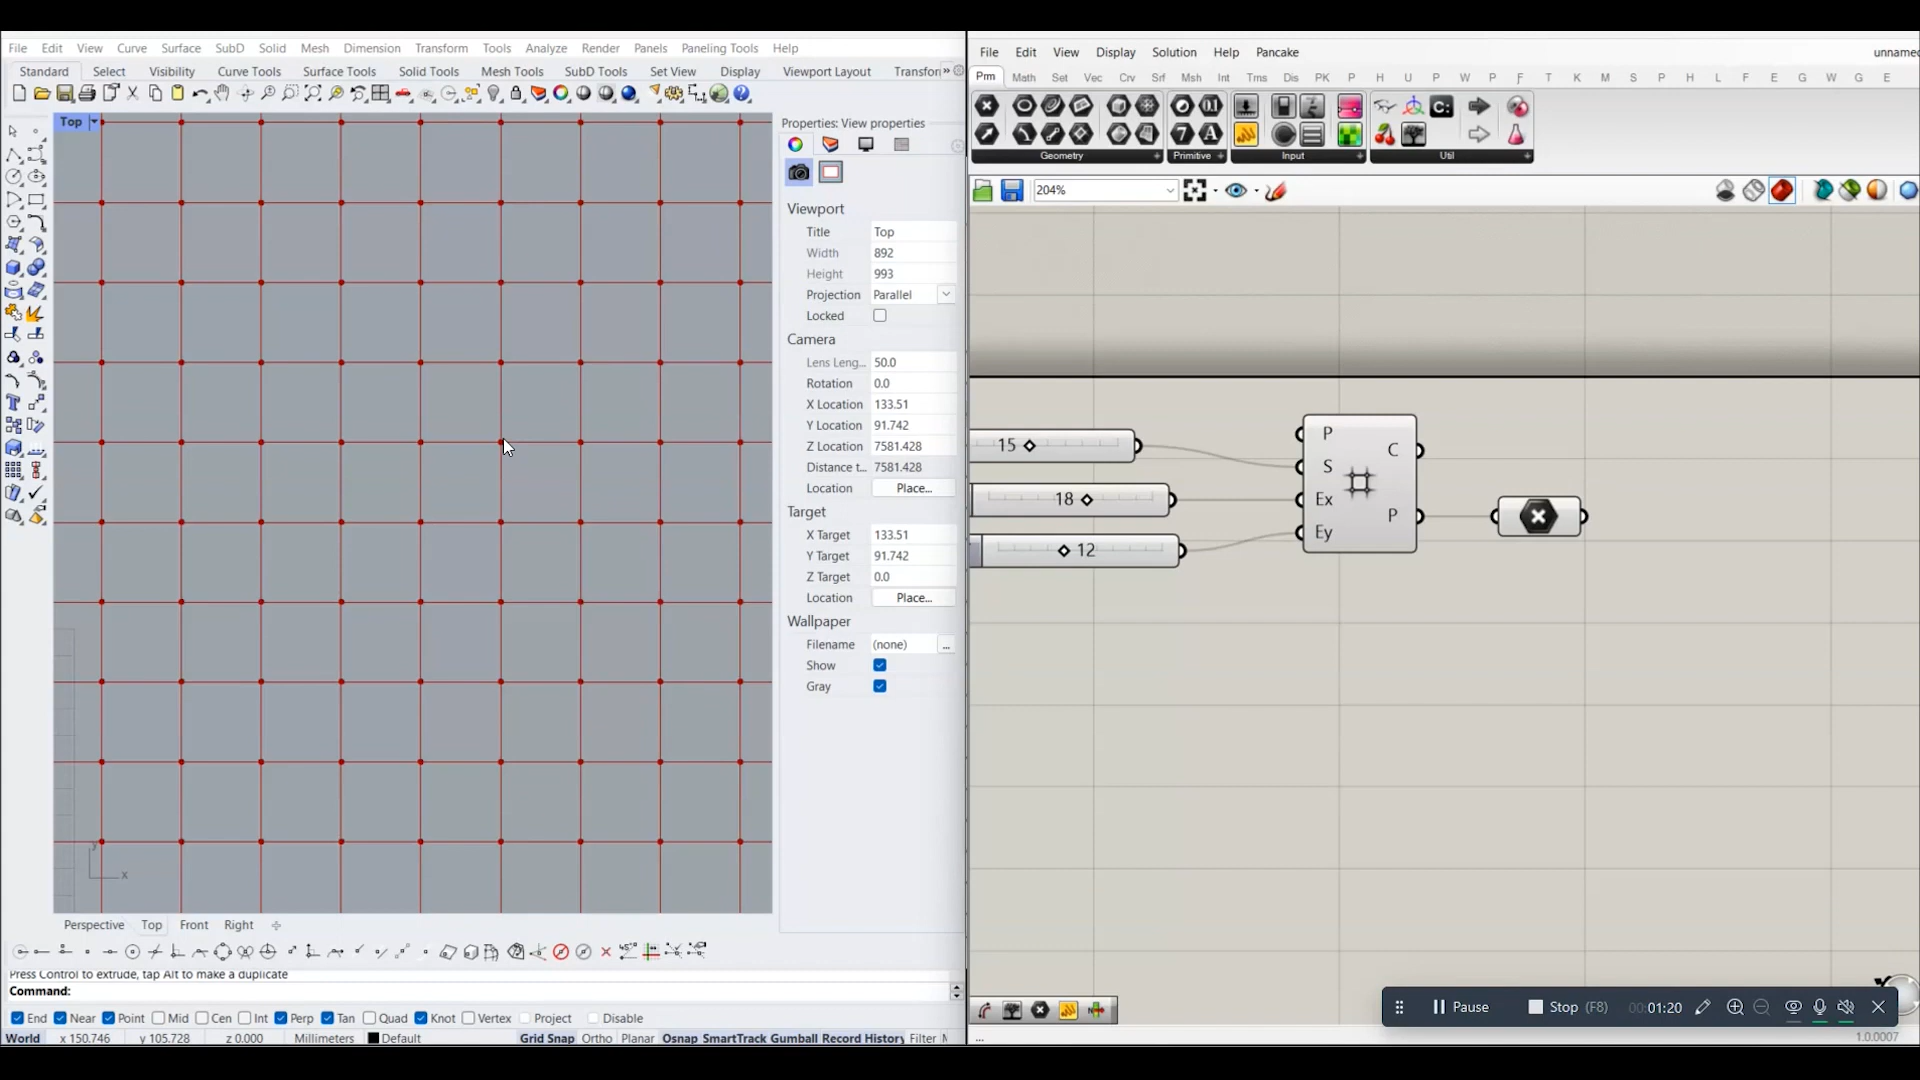 File Edit View Curve Surface SubD Solid Mesh Dimension Transform Tools Analyze Render Panels Paneling Tools Help
Standard Select Visibility Curve Tools Surface Tools Solid Tools Mesh Tools SubD Tools Set View Display Viewport Layout Transforn »
Top
Properties: View properties
Viewport
Title Top
Width 892
Height 993
Projection Parallel
Locked
Camera
Lens Leng... 50.0
Rotation 0.0
X Location 133.51
Y Location 91.742
Z Location 7581.428
Distance t... 7581.428
Location Place...
Target
X Target 133.51
Y Target 91.742
Z Target 0.0
Location Place...
Wallpaper
Filename (none) ...
Show
Gray
y
x
Perspective Top Front Right
Press Control to extrude, tap Alt to make a duplicate
Command:
End Near Point Mid Cen Int Perp Tan Quad Knot Vertex Project Disable
World x 150.746 y 105.728 z 0.000 Millimeters Default Grid Snap Ortho Planar Osnap SmartTrack Gumball Record History Filter M
File Edit View Display Solution Help Pancake unnamed
Prm Math Set Vec Crv Srf Msh Int Trns Dis PK P H U P W P F T K M S P H L F E G W G E
Geometry Primitive Input Util
204%
15
18
12
P
S
Ex
Ey
C
P
Pause Stop (F8) 00:01:20
...
1.0.0007